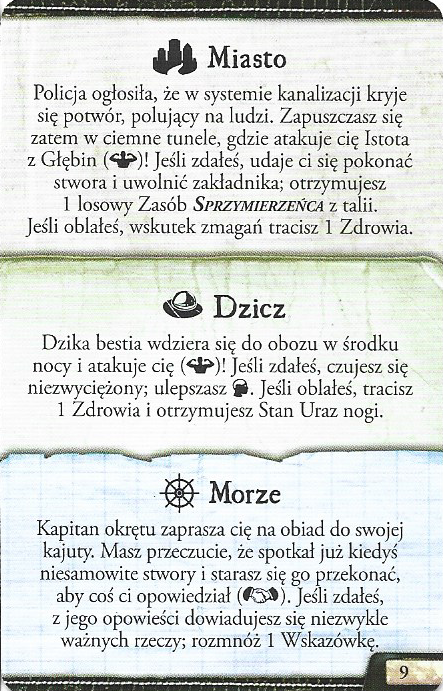 Miasto
Policja ogłosiła, że w systemie kanalizacji kryje
się potwór, polujący na ludzi. Zapuszczasz się
zatem w ciemne tunele, gdzie atakuje cię Istota
z Głębin ( )! Jeśli zdałeś, udaje ci się pokonać
stwora i uwolnić zakładnika; otrzymujesz
1 losowy Zasób SPRZYMIERZEŃCA z talii.
Jeśli oblałeś, wskutek zmagań tracisz 1 Zdrowia.
Dzicz
Dzika bestia wdziera się do obozu w środku
nocy i atakuje cię ( )! Jeśli zdałeś, czujesz się
niezwyciężony; ulepszasz . Jeśli oblałeś, tracisz
1 Zdrowia i otrzymujesz Stan Uraz nogi.
Morze
Kapitan okrętu zaprasza cię na obiad do swojej
kajuty. Masz przeczucie, że spotkał już kiedyś
niesamowite stwory i starasz się go przekonać,
aby coś ci opowiedział ( ). Jeśli zdałeś,
z jego opowieści dowiadujesz się niezwykle
ważnych rzeczy; rozmnóż 1 Wskazówkę.
9